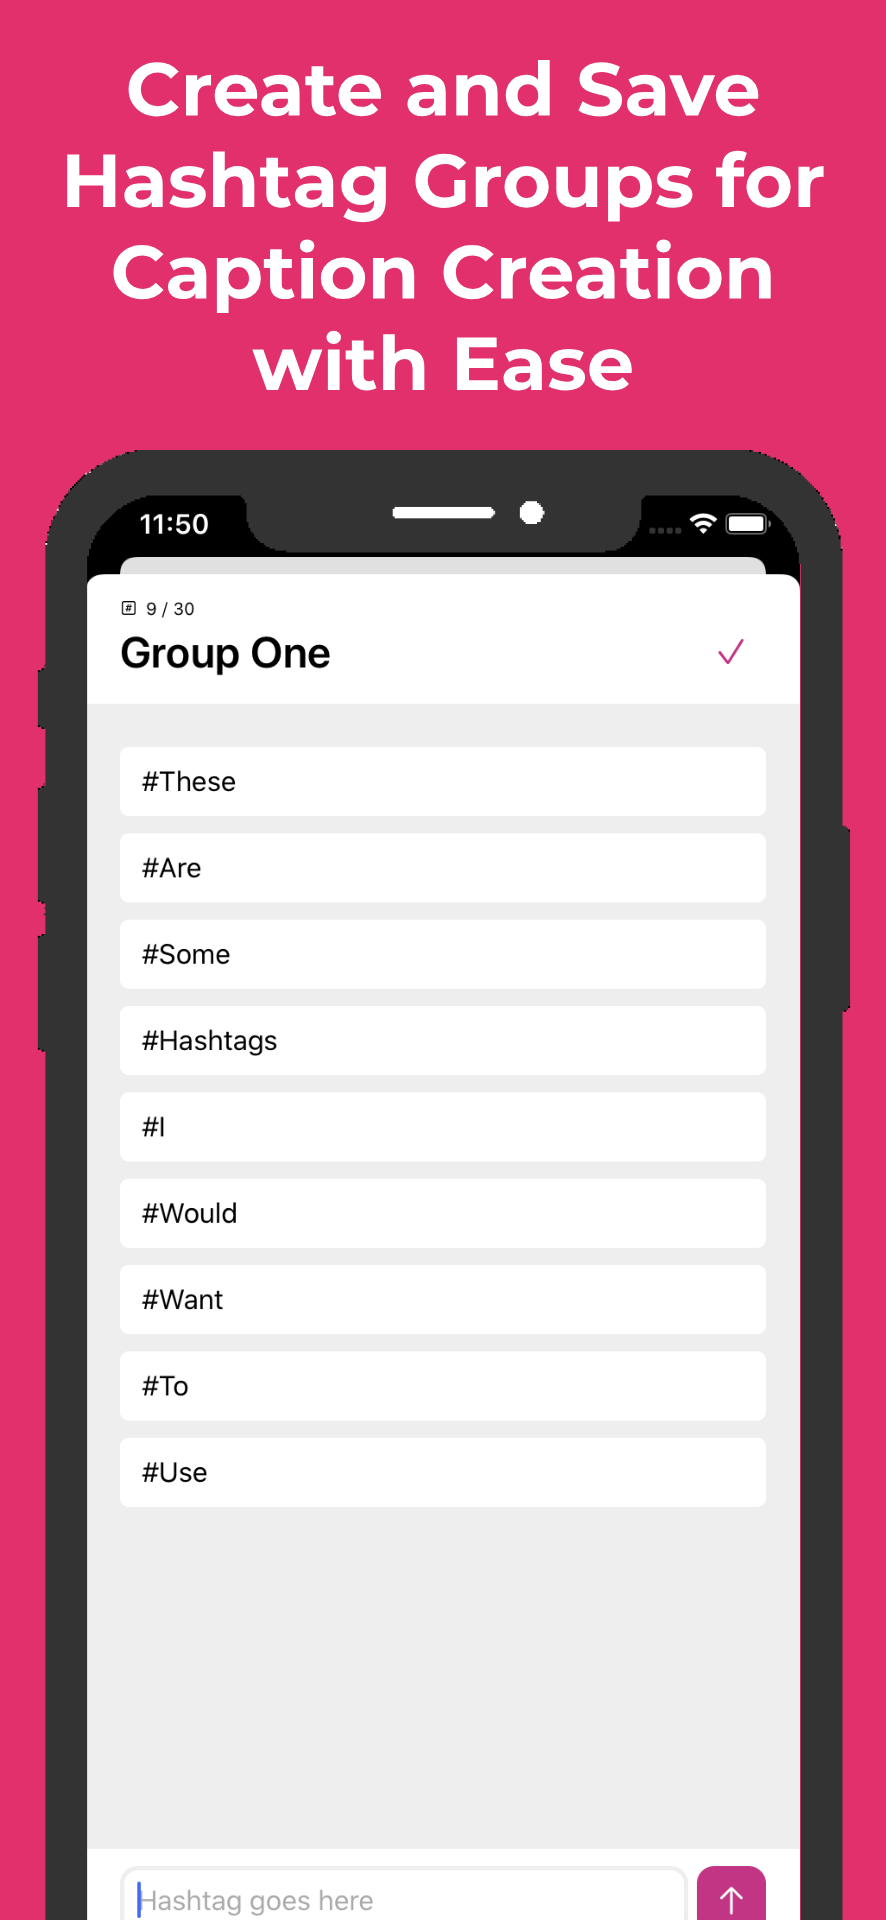 Create and Save
Hashtag Groups for
Caption Creation
with Ease
11:50
# 9 / 30
Group One
#These
#Are
#Some
#Hashtags
#I
#Would
#Want
#To
#Use
Hashtag goes here